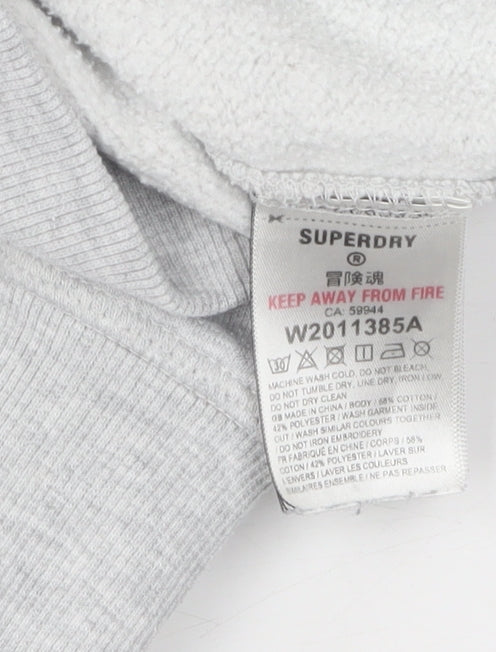 SUPERDRY
®
冒険魂
KEEP AWAY FROM FIRE
CA: 59944
W2011385A
30
MACHINE WASH COLD, DO NOT BLEACH,
DO NOT TUMBLE DRY, LINE DRY, IRON LOW
DO NOT DRY CLEAN
GB MADE IN CHINA / BODY / 58% COTTON /
42% POLYESTER / WASH GARMENT INSIDE
OUT / WASH SIMILAR COLOURS TOGETHER
DO NOT IRON EMBROIDERY
FR FABRIQUÉ EN CHINE / CORPS / 58%
COTON / 42% POLYESTER / LAVER SUR
L'ENVERS / LAVER LES COULEURS
SIMILAIRES ENSEMBLE / NE PAS REPASSER